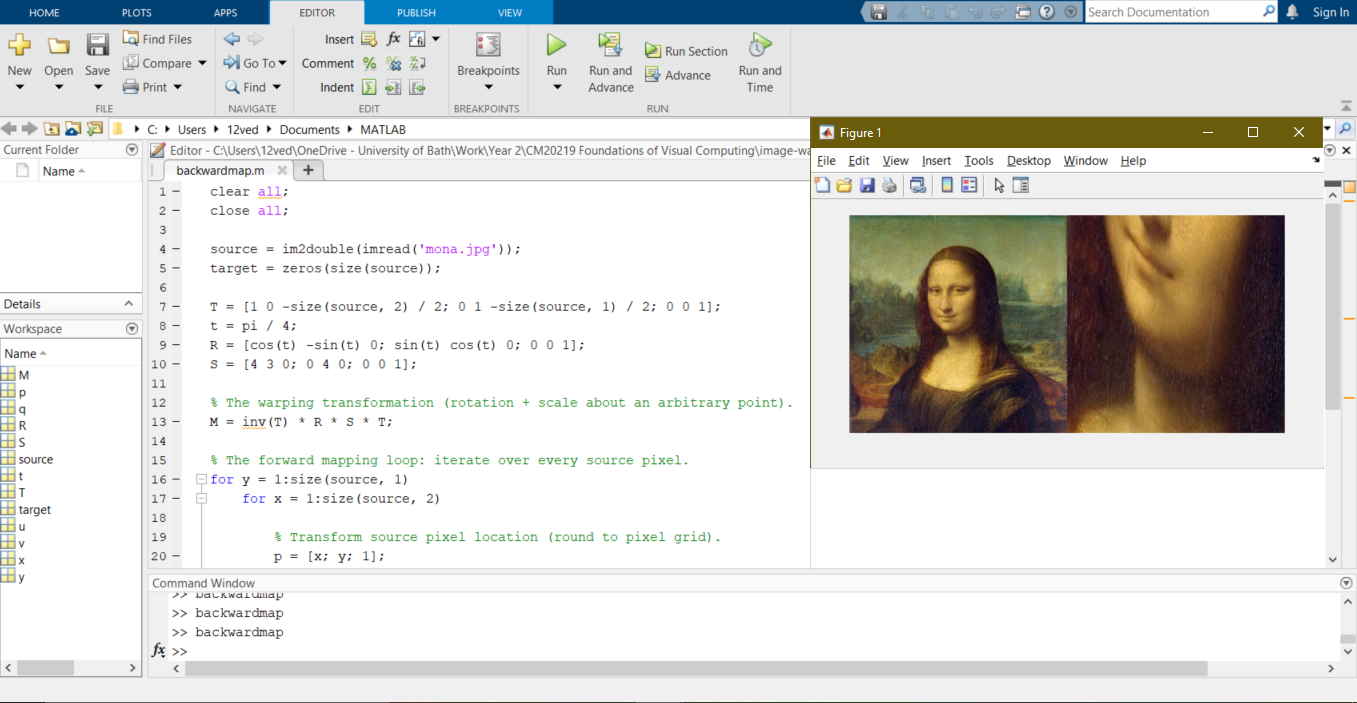 HOME PLOTS APPS EDITOR PUBLISH VIEW Search Documentation Sign In
New Open Save Find Files Compare Print
FILE
Go To Find
NAVIGATE
Insert fx fi
Comment % %
Indent
EDIT
Breakpoints
BREAKPOINTS
Run Run and Advance Run Section Advance Run and Time
RUN
C: Users 12ved Documents MATLAB
Current Folder
Name
Details
Workspace
Name
M
p
q
R
S
source
t
T
target
u
v
x
y
Editor - C:\Users\12ved\OneDrive - University of Bath\Work\Year 2\CM20219 Foundations of Visual Computing\image-wa
backwardmap.m +
1 clear all;
2 close all;
3
4 source = im2double(imread('mona.jpg'));
5 target = zeros(size(source));
6
7 T = [1 0 -size(source, 2) / 2; 0 1 -size(source, 1) / 2; 0 0 1];
8 t = pi / 4;
9 R = [cos(t) -sin(t) 0; sin(t) cos(t) 0; 0 0 1];
10 S = [4 3 0; 0 4 0; 0 0 1];
11
12 % The warping transformation (rotation + scale about an arbitrary point).
13 M = inv(T) * R * S * T;
14
15 % The forward mapping loop: iterate over every source pixel.
16 for y = 1:size(source, 1)
17 for x = 1:size(source, 2)
18
19 % Transform source pixel location (round to pixel grid).
20 p = [x; y; 1];
Figure 1
File Edit View Insert Tools Desktop Window Help
Command Window
>> backwardmap
>> backwardmap
>> backwardmap
fx >>